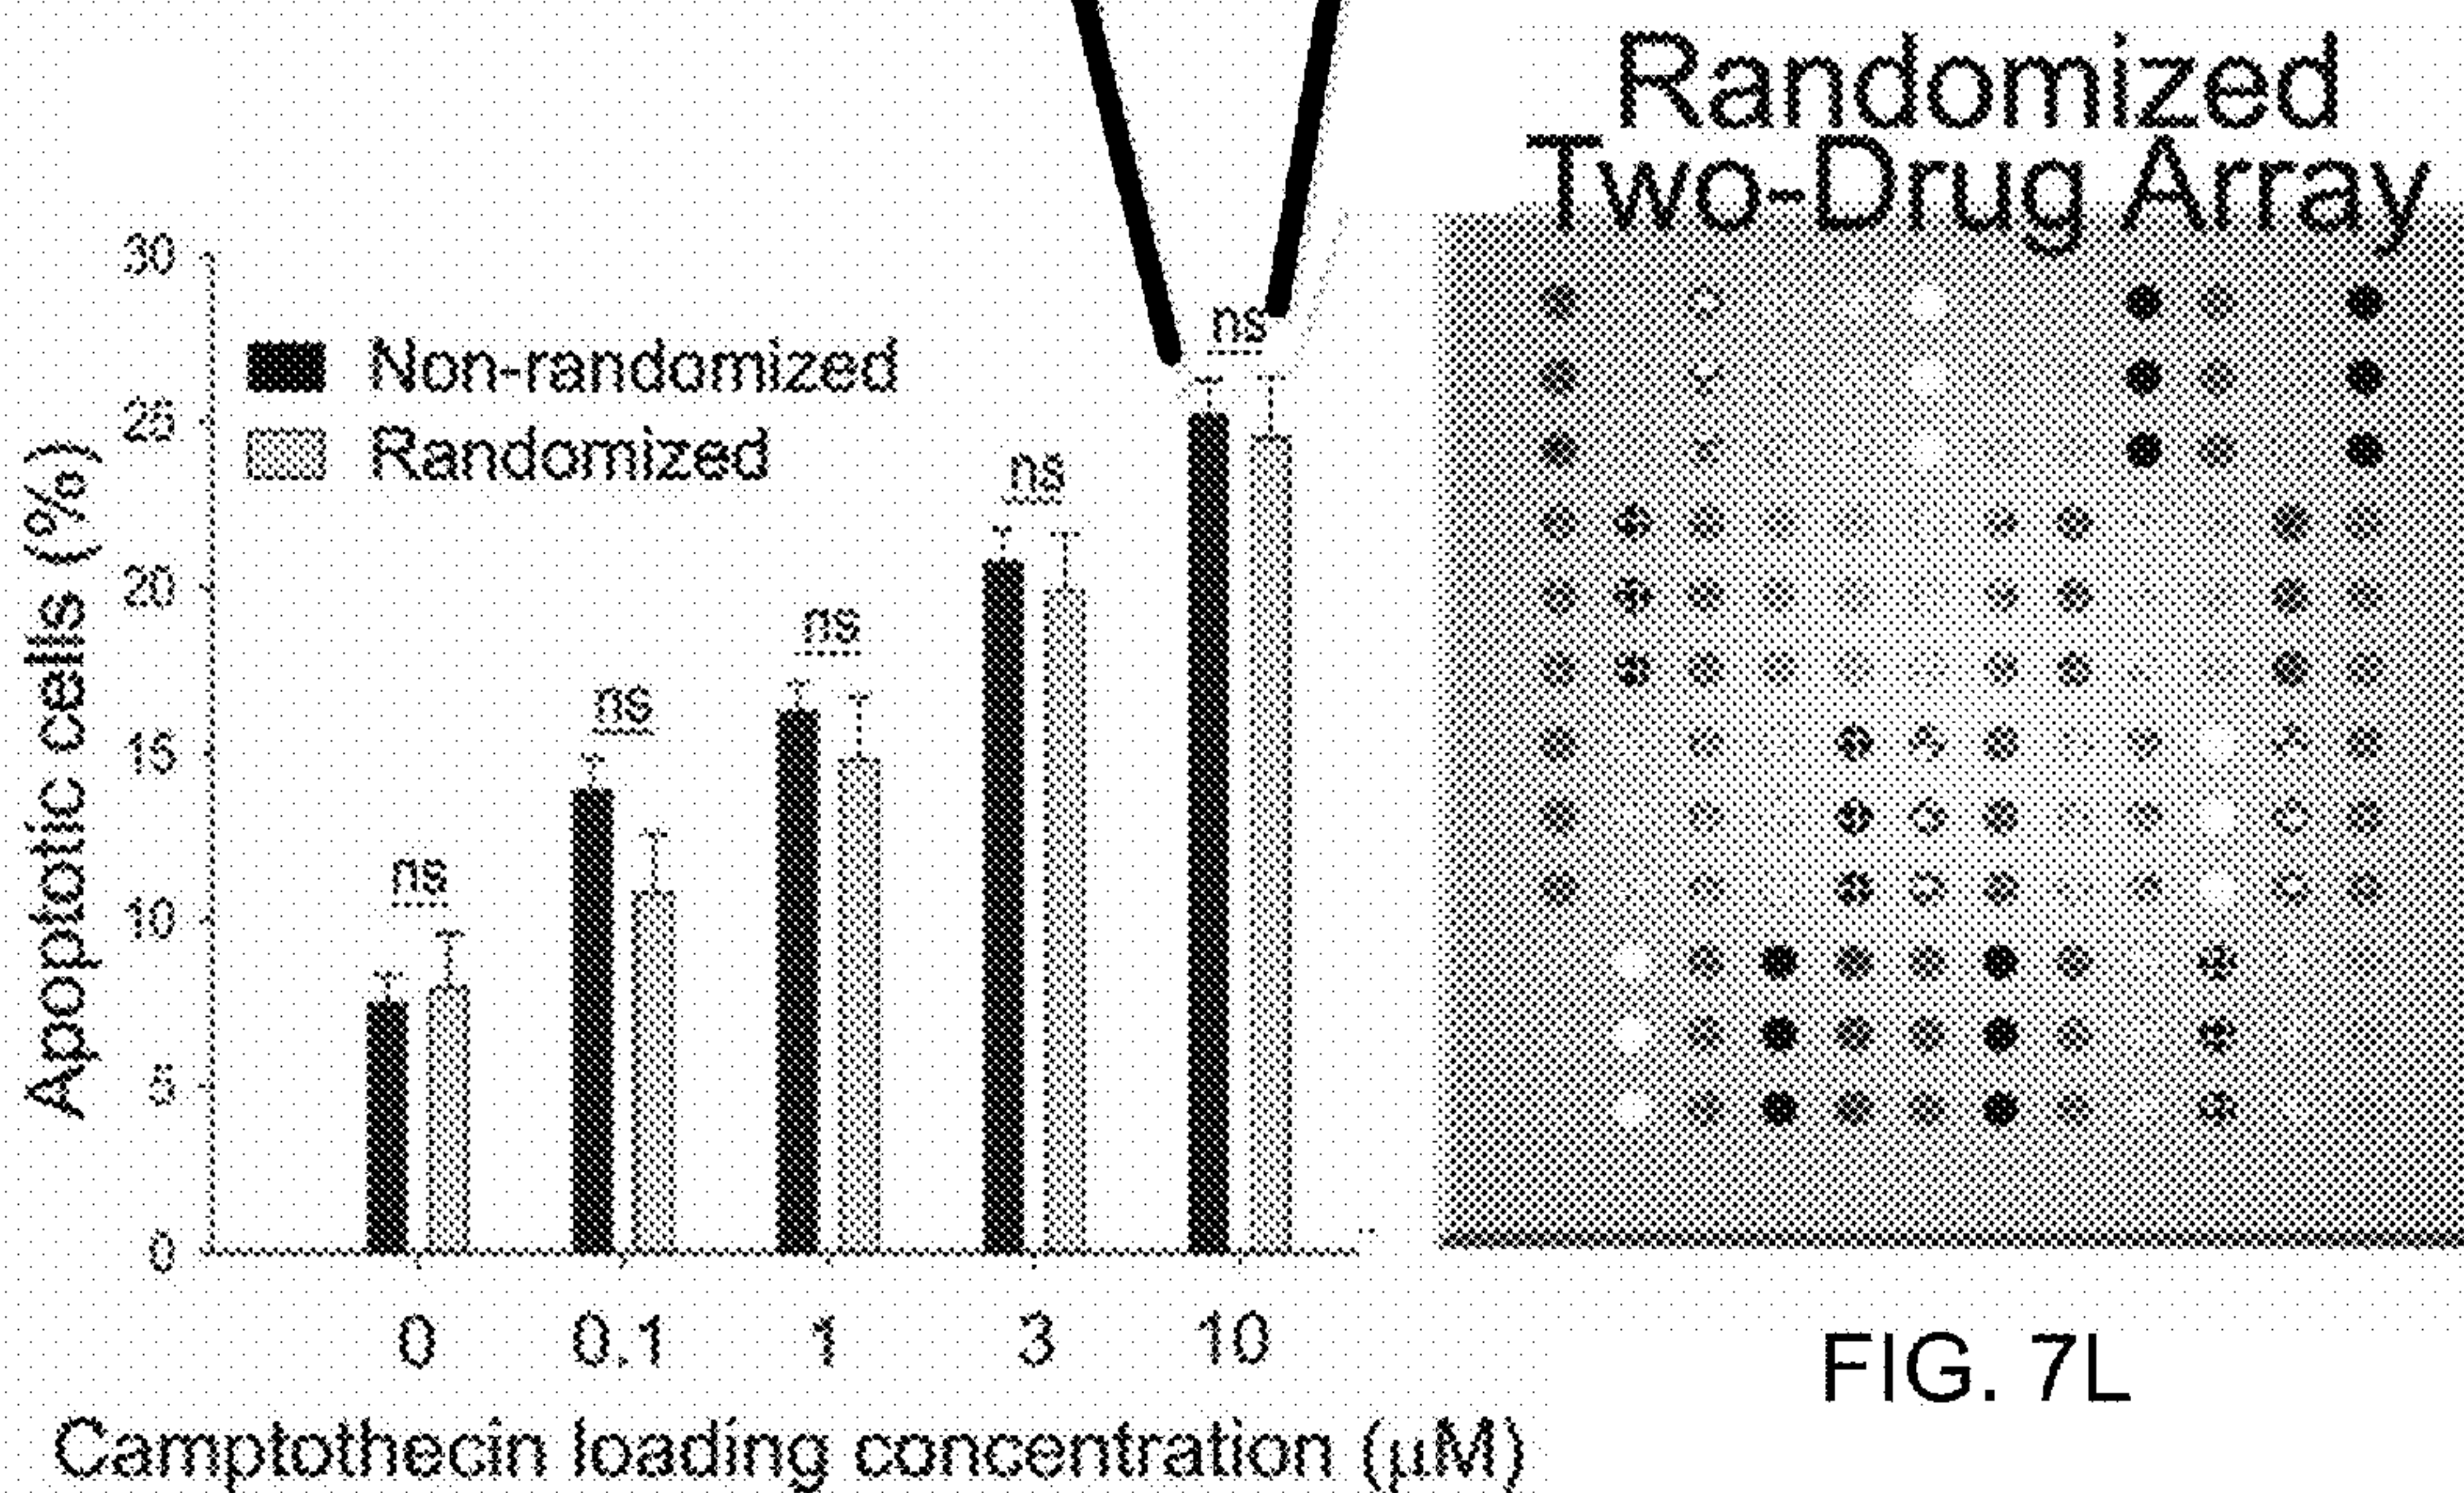 Randomized
Two-Drug Array
30
25
20
15
10
5
0
Apoptotic cells (%)
Non-randomized
Randomized
ns
ns
ns
ns
ns
0 0.1 1 3 10
Camptothecin loading concentration (µM)
FIG. 7L